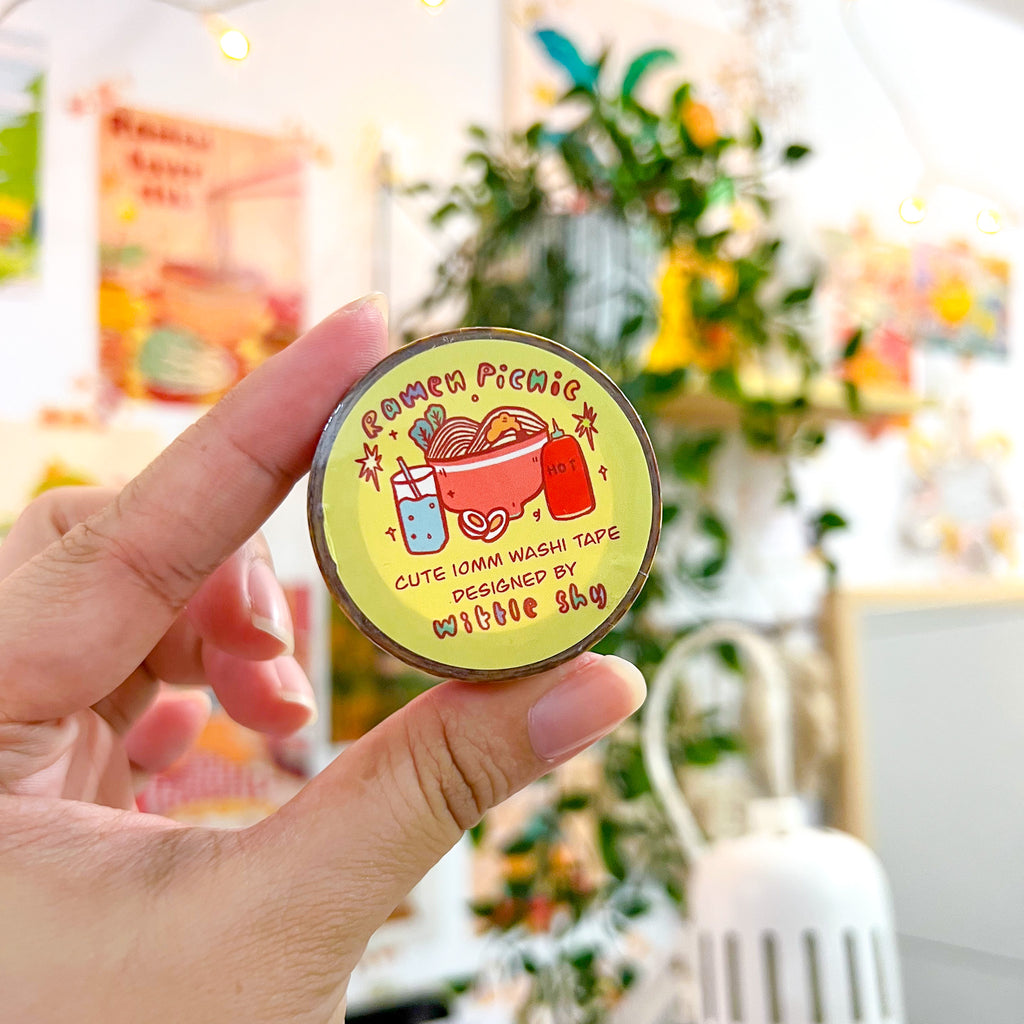 Ramen Picnic
HOT
CUTE 10MM WASHI TAPE
DESIGNED BY
Wittle Shy